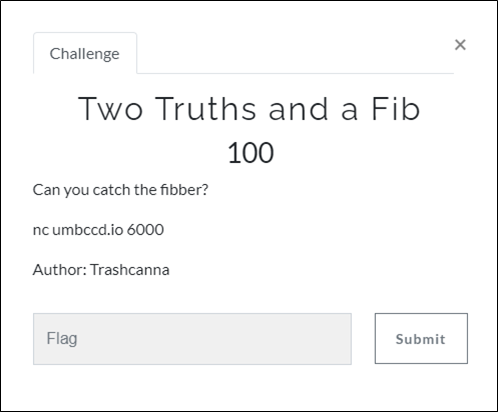 Challenge
×
Two Truths and a Fib
100
Can you catch the fibber?
nc umbccd.io 6000
Author: Trashcanna
Flag
Submit